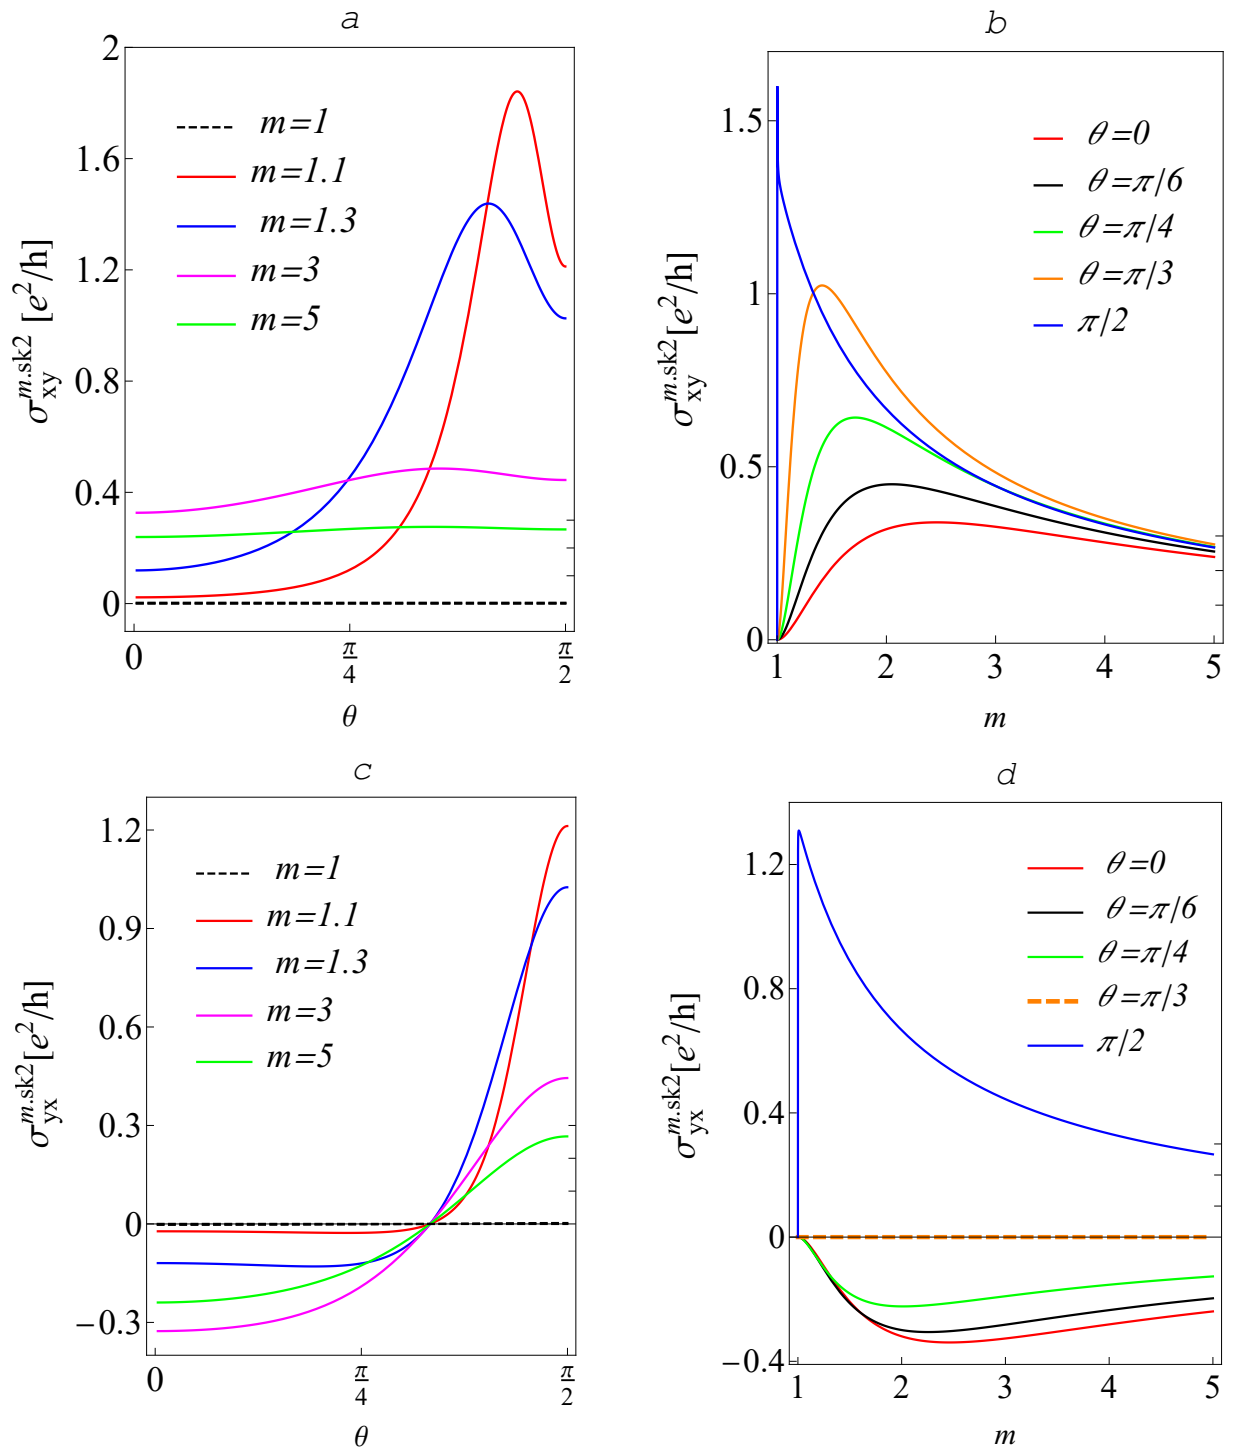 a
2
1.6
1.2
0.8
0.4
0
σ_xy^{m.sk2} [e²/h]
m=1
m=1.1
m=1.3
m=3
m=5
0
π/4
π/2
θ
b
1.5
1
0.5
0
σ_xy^{m.sk2}[e²/h]
θ=0
θ=π/6
θ=π/4
θ=π/3
π/2
1 2 3 4 5
m
c
1.2
0.9
0.6
0.3
0
−0.3
σ_yx^{m.sk2}[e²/h]
m=1
m=1.1
m=1.3
m=3
m=5
0
π/4
π/2
θ
d
1.2
0.8
0.4
0
−0.4
σ_yx^{m.sk2}[e²/h]
θ=0
θ=π/6
θ=π/4
θ=π/3
π/2
1 2 3 4 5
m